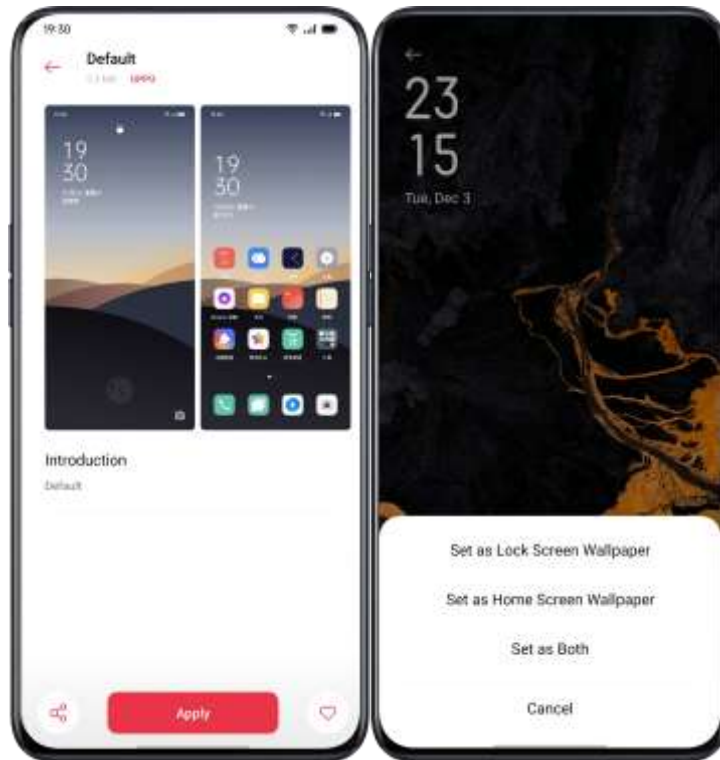 19:30
Default
OPPO
19
30
19
30
Introduction
Default
Apply
23
15
Tue, Dec 3
Set as Lock Screen Wallpaper
Set as Home Screen Wallpaper
Set as Both
Cancel